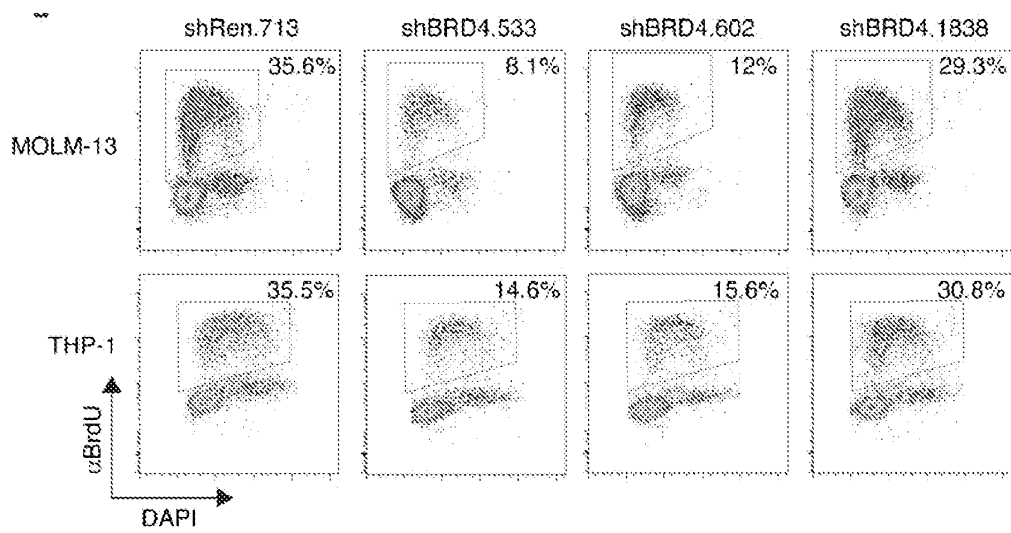 shRen.713 shBRD4.533 shBRD4.602 shBRD4.1838
35.6% 8.1% 12% 29.3%
MOLM-13
35.5% 14.6% 15.6% 30.8%
THP-1
αBrdU
DAPI